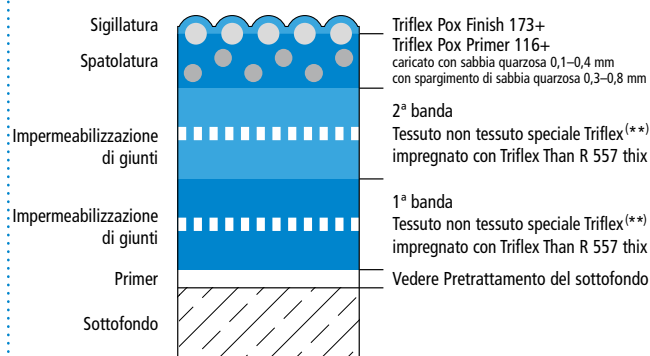 Sigillatura
Triflex Pox Finish 173+
Spatolatura
Triflex Pox Primer 116+
caricato con sabbia quarzosa 0,1–0,4 mm
con spargimento di sabbia quarzosa 0,3–0,8 mm
Impermeabilizzazione
di giunti
2ª banda
Tessuto non tessuto speciale Triflex(**)
impregnato con Triflex Than R 557 thix
Impermeabilizzazione
di giunti
1ª banda
Tessuto non tessuto speciale Triflex(**)
impregnato con Triflex Than R 557 thix
Primer
Vedere Pretrattamento del sottofondo
Sottofondo